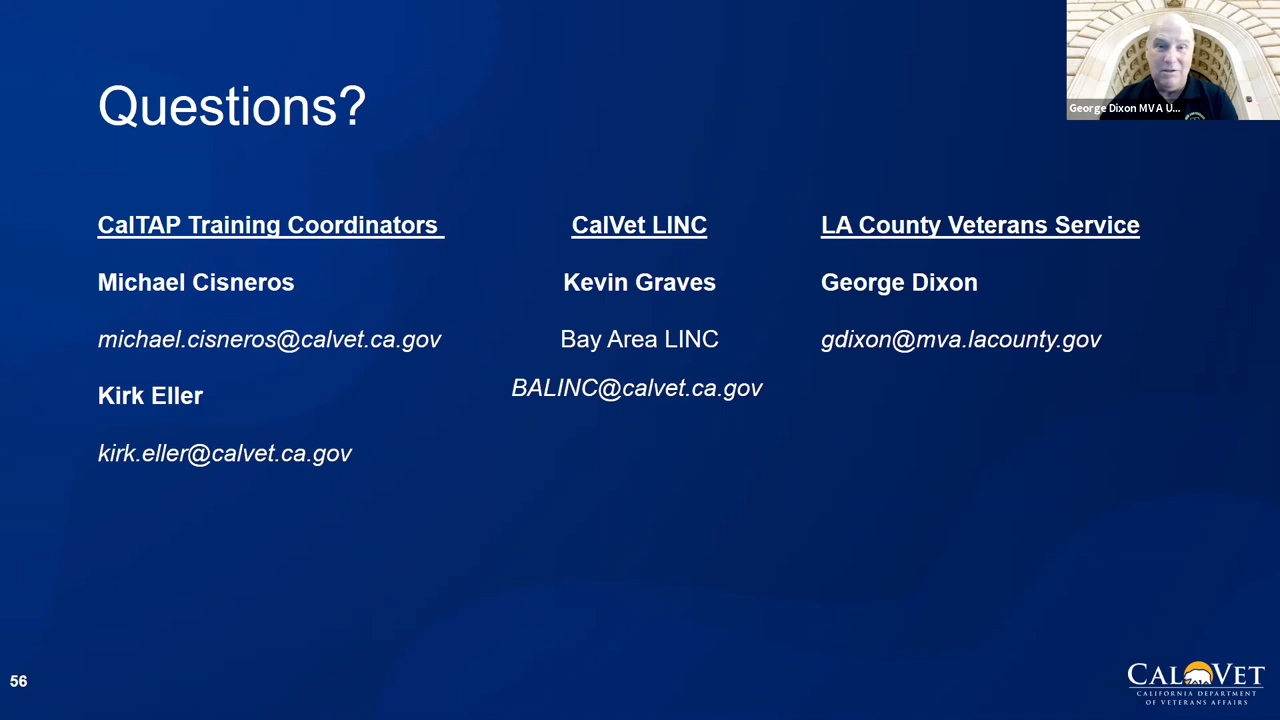 George Dixon MVA U...
Questions?
CalTAP Training Coordinators
Michael Cisneros
michael.cisneros@calvet.ca.gov
Kirk Eller
kirk.eller@calvet.ca.gov
CalVet LINC
Kevin Graves
Bay Area LINC
BALINC@calvet.ca.gov
LA County Veterans Service
George Dixon
gdixon@mva.lacounty.gov
56
CALVET
CALIFORNIA DEPARTMENT
OF VETERANS AFFAIRS